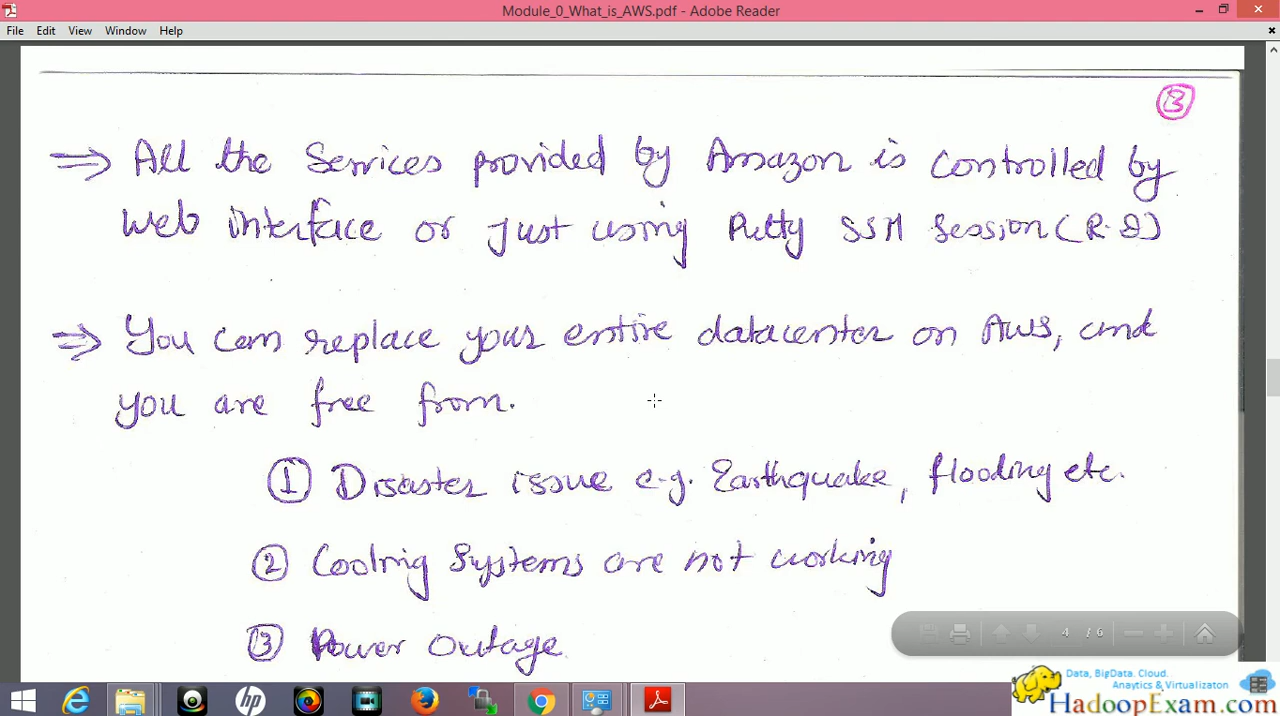 Module_0_What_is_AWS.pdf - Adobe Reader
File Edit View Window Help
3
⇒ All the Services provided by Amazon is controlled by
web interface or just using Putty SSH Session (R.D)
⇒ You can replace your entire datacenter on AWS, and
you are free from.
① Disaster issue e.g. Earthquake, flooding etc.
② Cooling Systems are not working
③ Power Outage
4 / 6
Data, BigData. Cloud.
Anaytics & Virtualizaton
HadoopExam.com